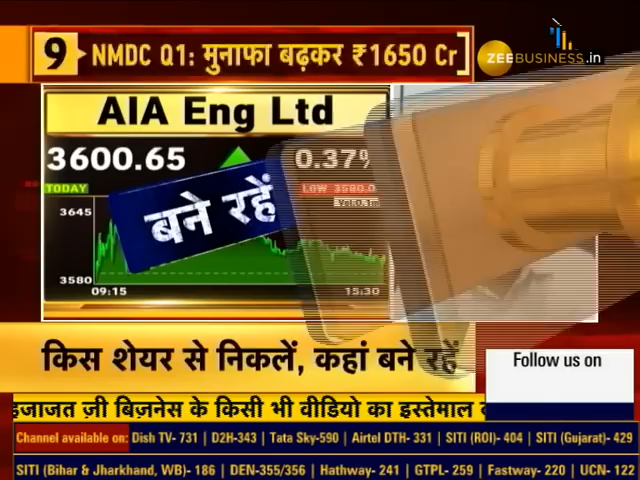 9 NMDC Q1: मुनाफा बढ़कर ₹1650 Cr
ZEEBUSINESS.in
AIA Eng Ltd
3600.65 0.37%
TODAY
LOW 3580.0
3645
बने रहें
3580
09:15 15:30
किस शेयर से निकलें, कहां बने रहें
Follow us on
इजाजत ज़ी बिज़नेस के किसी भी वीडियो का इस्तेमाल
Channel available on: Dish TV- 731 | D2H-343 | Tata Sky-590 | Airtel DTH- 331 | SITI (ROI)- 404 | SITI (Gujarat)- 429
SITI (Bihar & Jharkhand, WB)- 186 | DEN-355/356 | Hathway- 241 | GTPL- 259 | Fastway- 220 | UCN- 122